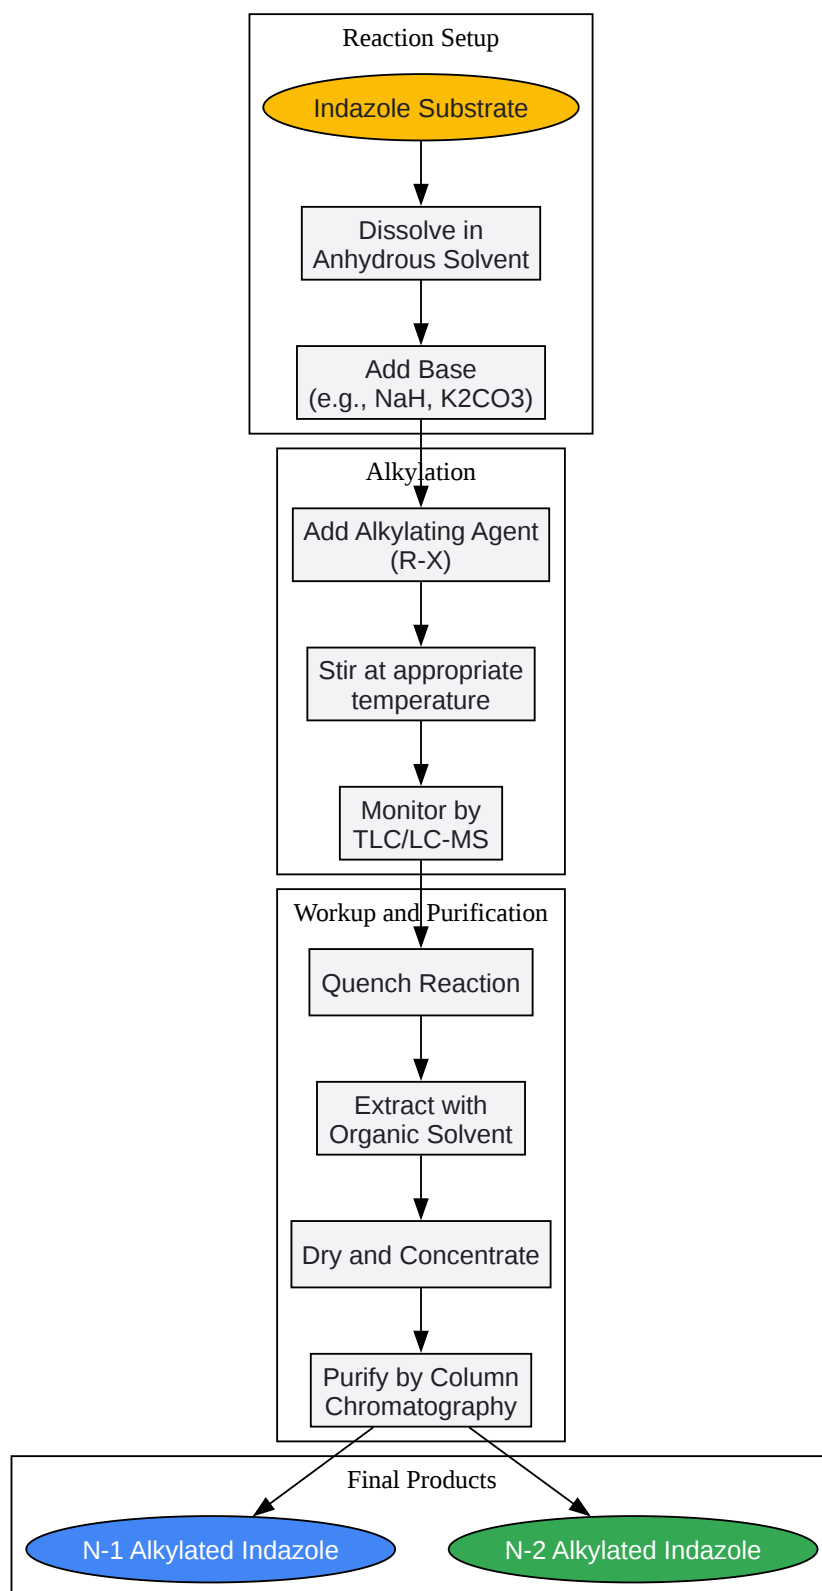 Reaction Setup
Indazole Substrate
Dissolve in
Anhydrous Solvent
Add Base
(e.g., NaH, K2CO3)
Alkylation
Add Alkylating Agent
(R-X)
Stir at appropriate
temperature
Monitor by
TLC/LC-MS
Workup and Purification
Quench Reaction
Extract with
Organic Solvent
Dry and Concentrate
Purify by Column
Chromatography
Final Products
N-1 Alkylated Indazole
N-2 Alkylated Indazole